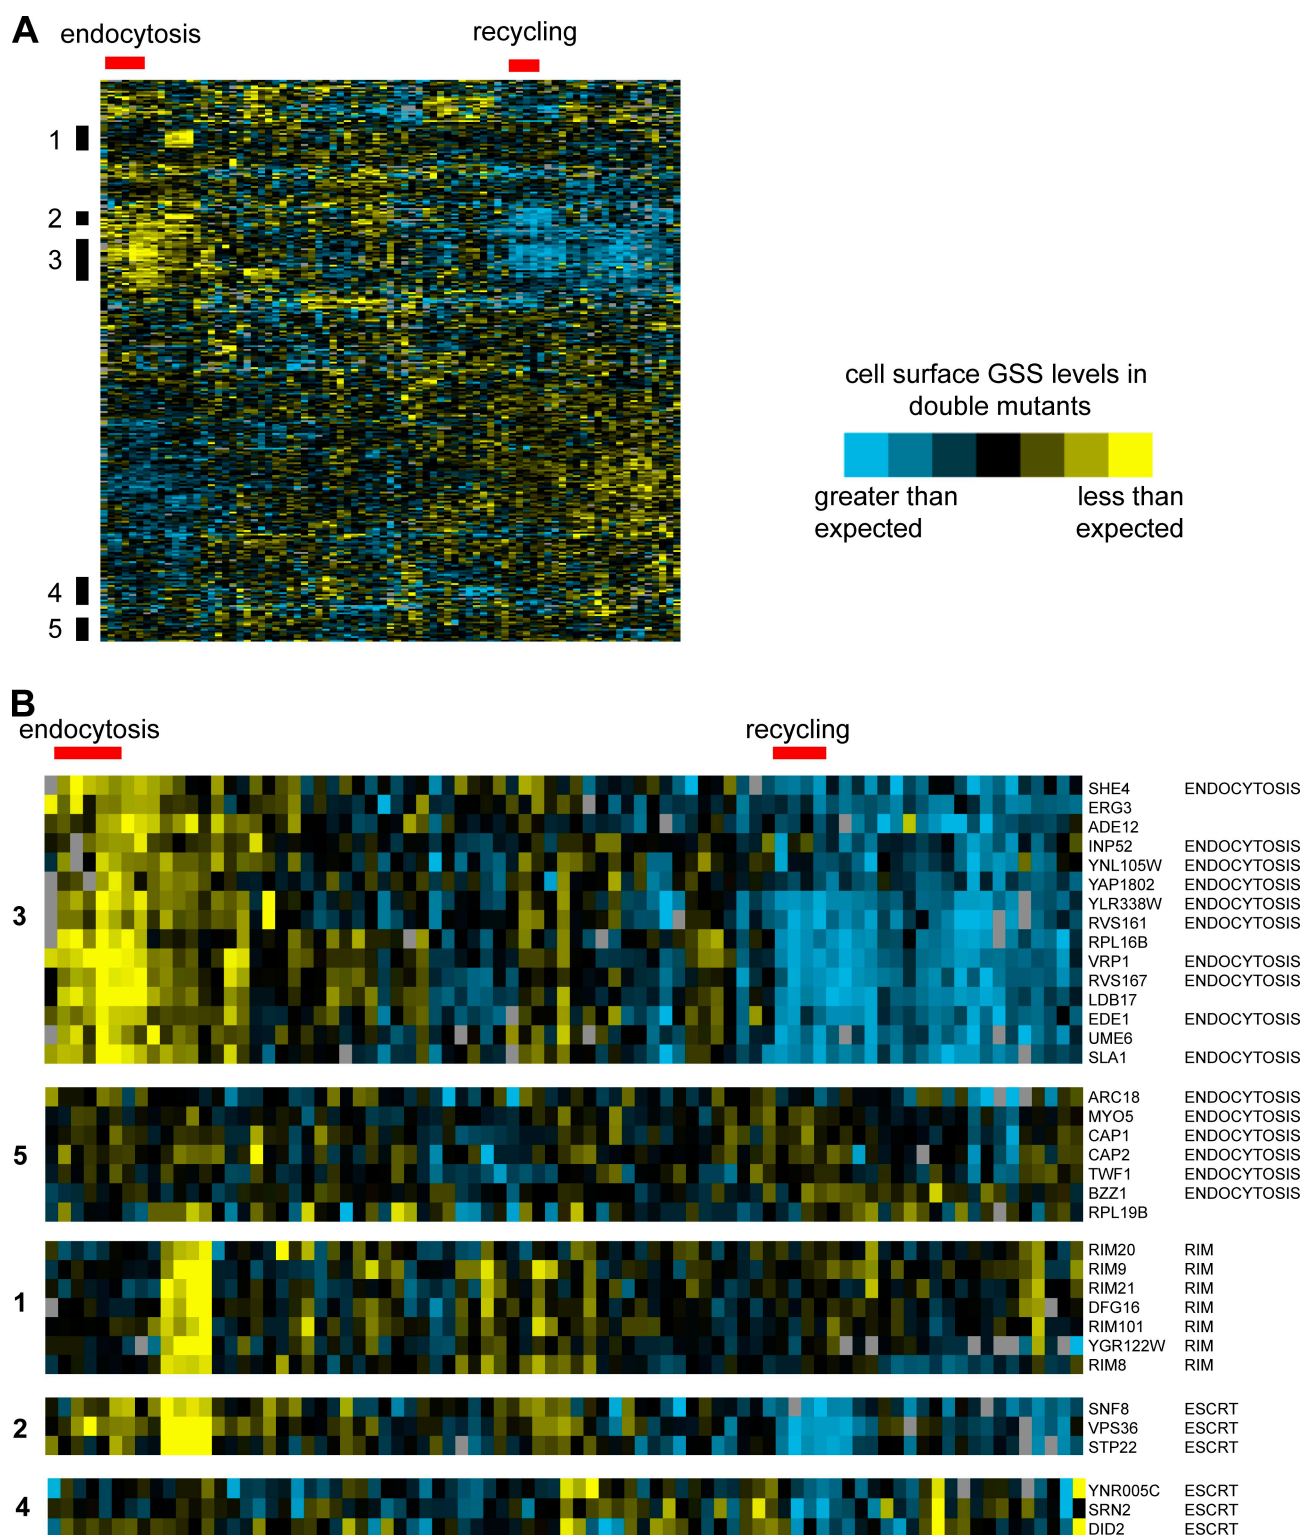 A
endocytosis
recycling
1
2
3
4
5
cell surface GSS levels in
double mutants
greater than
expected
less than
expected
B
endocytosis
recycling
3
SHE4 ENDOCYTOSIS
ERG3
ADE12
INP52 ENDOCYTOSIS
YNL105W ENDOCYTOSIS
YAP1802 ENDOCYTOSIS
YLR338W ENDOCYTOSIS
RVS161 ENDOCYTOSIS
RPL16B
VRP1 ENDOCYTOSIS
RVS167 ENDOCYTOSIS
LDB17
EDE1 ENDOCYTOSIS
UME6
SLA1 ENDOCYTOSIS
5
ARC18 ENDOCYTOSIS
MYO5 ENDOCYTOSIS
CAP1 ENDOCYTOSIS
CAP2 ENDOCYTOSIS
TWF1 ENDOCYTOSIS
BZZ1 ENDOCYTOSIS
RPL19B
1
RIM20 RIM
RIM9 RIM
RIM21 RIM
DFG16 RIM
RIM101 RIM
YGR122W RIM
RIM8 RIM
2
SNF8 ESCRT
VPS36 ESCRT
STP22 ESCRT
4
YNR005C ESCRT
SRN2 ESCRT
DID2 ESCRT